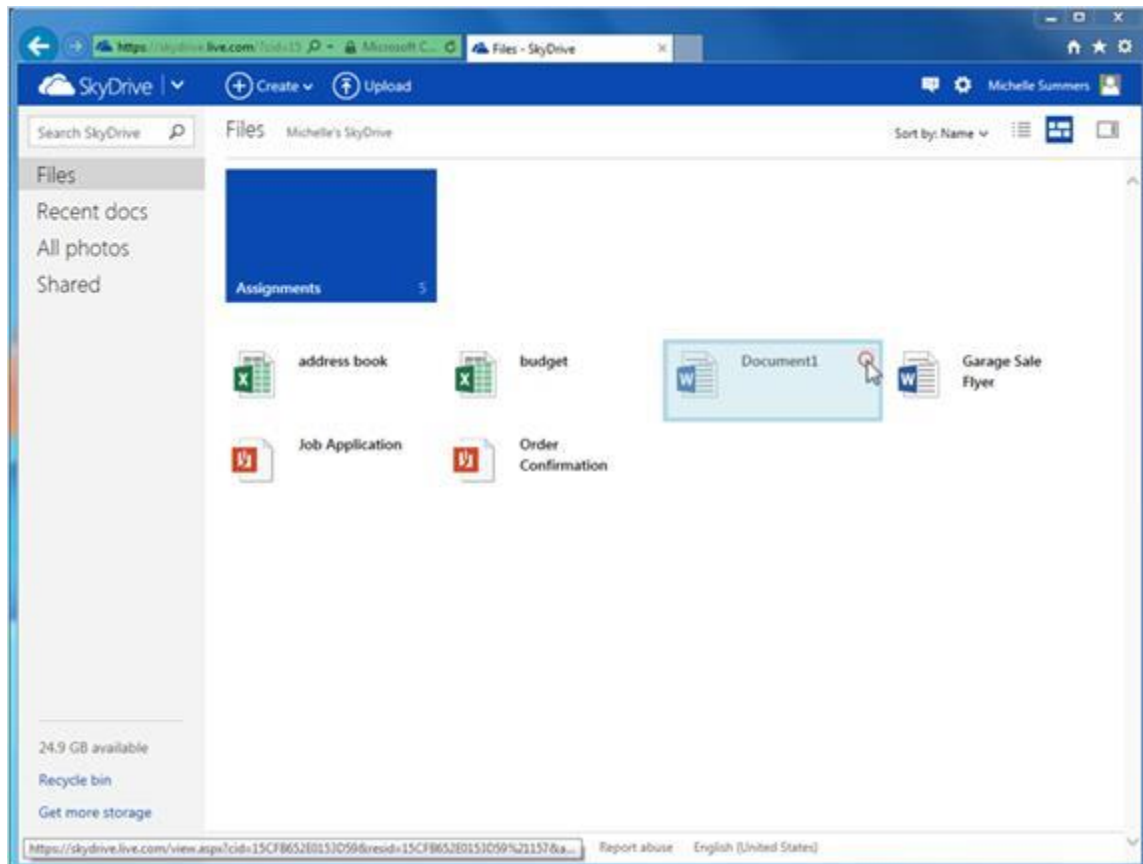 live.com
Microsoft C...
Files - SkyDrive
SkyDrive
Create
Upload
Michelle Summers
Search SkyDrive
Files
Michelle's SkyDrive
Sort by: Name
Files
Recent docs
All photos
Shared
Assignments
5
address book
budget
Document1
Garage Sale
Flyer
Job Application
Order
Confirmation
24.9 GB available
Recycle bin
Get more storage
Report abuse
English (United States)